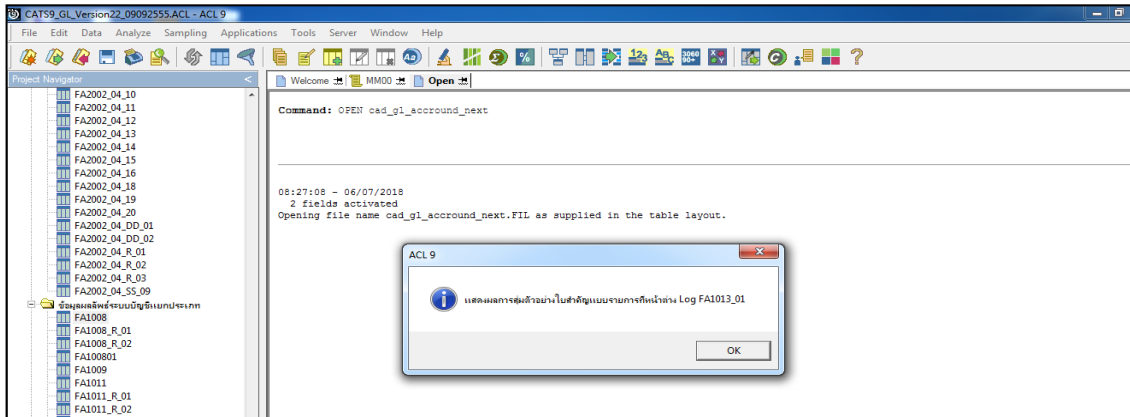 CATS9_GL_Version22_09092555.ACL - ACL 9
File Edit Data Analyze Sampling Applications Tools Server Window Help
Project Navigator <
Welcome MM00 Open
FA2002_04_10
FA2002_04_11
FA2002_04_12
FA2002_04_13
FA2002_04_14
FA2002_04_15
FA2002_04_16
FA2002_04_18
FA2002_04_19
FA2002_04_20
FA2002_04_DD_01
FA2002_04_DD_02
FA2002_04_R_01
FA2002_04_R_02
FA2002_04_R_03
FA2002_04_SS_09
ข้อมูลผลลัพธ์ระบบบัญชีแยกประเภท
FA1008
FA1008_R_01
FA1008_R_02
FA100801
FA1009
FA1011
FA1011_R_01
FA1011_R_02
Command: OPEN cad_gl_accround_next
08:27:08 - 06/07/2018
2 fields activated
Opening file name cad_gl_accround_next.FIL as supplied in the table layout.
ACL 9
แสดงผลการสุ่มตัวอย่างใบสำคัญแบบรายการที่หน้าต่าง Log FA1013_01
OK